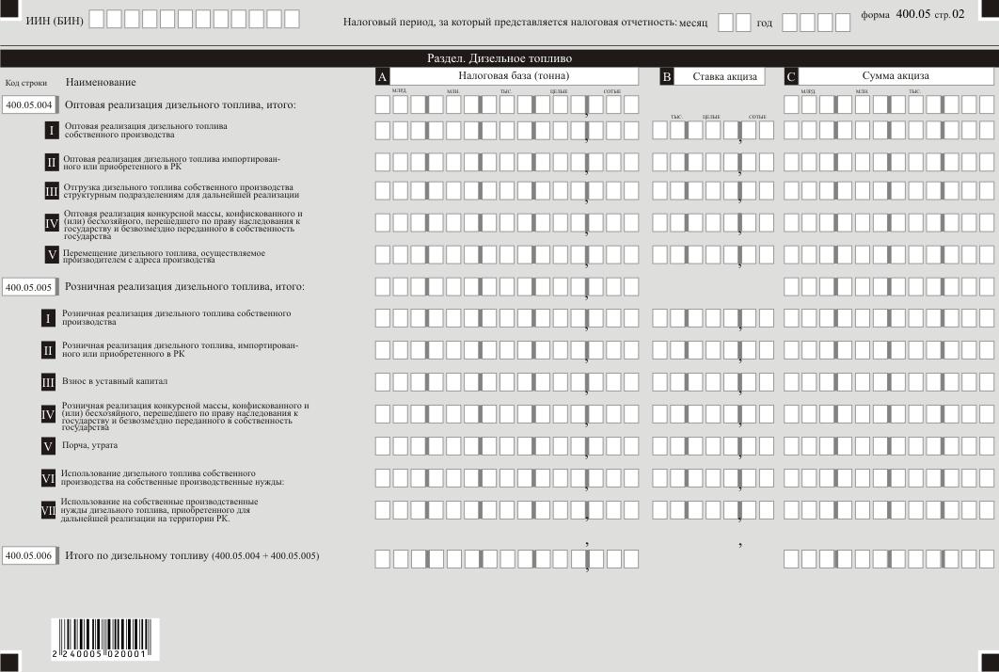 ИИН (БИН)
Налоговый период, за который представляется налоговая отчетность: месяц год
форма 400.05 стр. 02
Раздел. Дизельное топливо
Код строки Наименование A Налоговая база (тонна) B Ставка акциза C Сумма акциза
МЛРД. МЛН. ТЫС. ЦЕЛЫЕ СОТЫЕ МЛРД. МЛН. ТЫС.
400.05.004 Оптовая реализация дизельного топлива, итого: ,
ТЫС. ЦЕЛЫЕ СОТЫЕ
I Оптовая реализация дизельного топлива
собственного производства , ,
II Оптовая реализация дизельного топлива импортирован-
ного или приобретенного в РК , ,
III Отгрузка дизельного топлива собственного производства
структурным подразделениям для дальнейшей реализации , ,
IV Оптовая реализация конкурсной массы, конфискованного и
(или) бесхозяйного, перешедшего по праву наследования к
государству и безвозмездно переданного в собственность
государства , ,
V Перемещение дизельного топлива, осуществляемое
производителем с адреса производства , ,
400.05.005 Розничная реализация дизельного топлива, итого: ,
I Розничная реализация дизельного топлива собственного
производства , ,
II Розничная реализация дизельного топлива, импортирован-
ного или приобретенного в РК , ,
III Взнос в уставный капитал , ,
IV Розничная реализация конкурсной массы, конфискованного и
(или) бесхозяйного, перешедшего по праву наследования к
государству и безвозмездно переданного в собственность
государства , ,
V Порча, утрата , ,
VI Использование дизельного топлива собственного
производства на собственные производственные нужды: , ,
VII Использование на собственные производственные
нужды дизельного топлива, приобретенного для
дальнейшей реализации на территории РК. , ,
, ,
400.05.006 Итого по дизельному топливу (400.05.004 + 400.05.005) ,
2 240005 020001